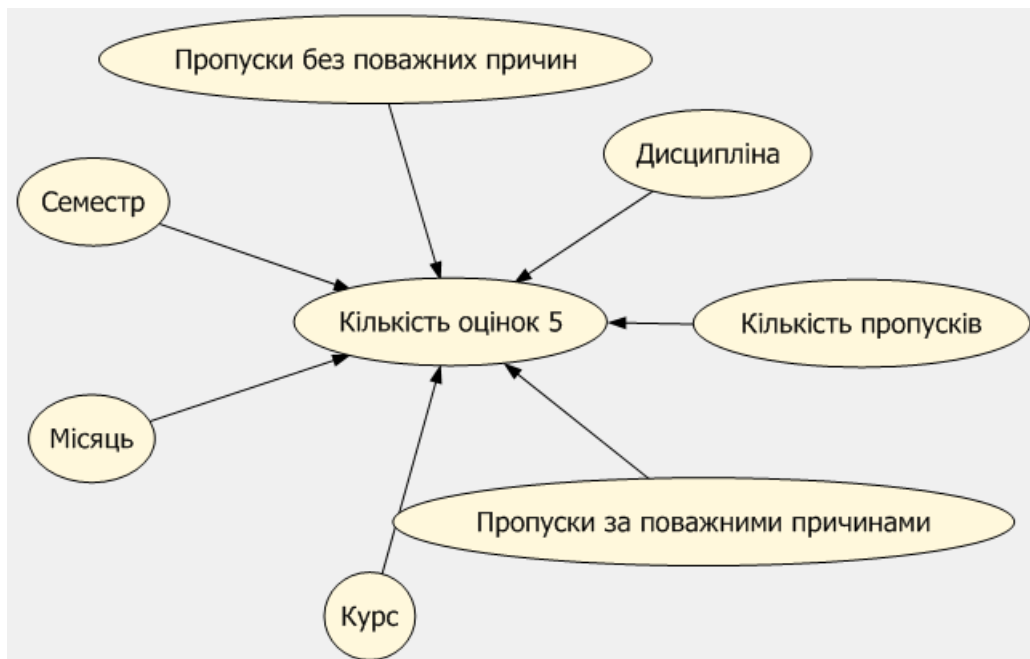 Пропуски без поважних причин
Дисципліна
Семестр
Кількість оцінок 5
Кількість пропусків
Місяць
Пропуски за поважними причинами
Курс